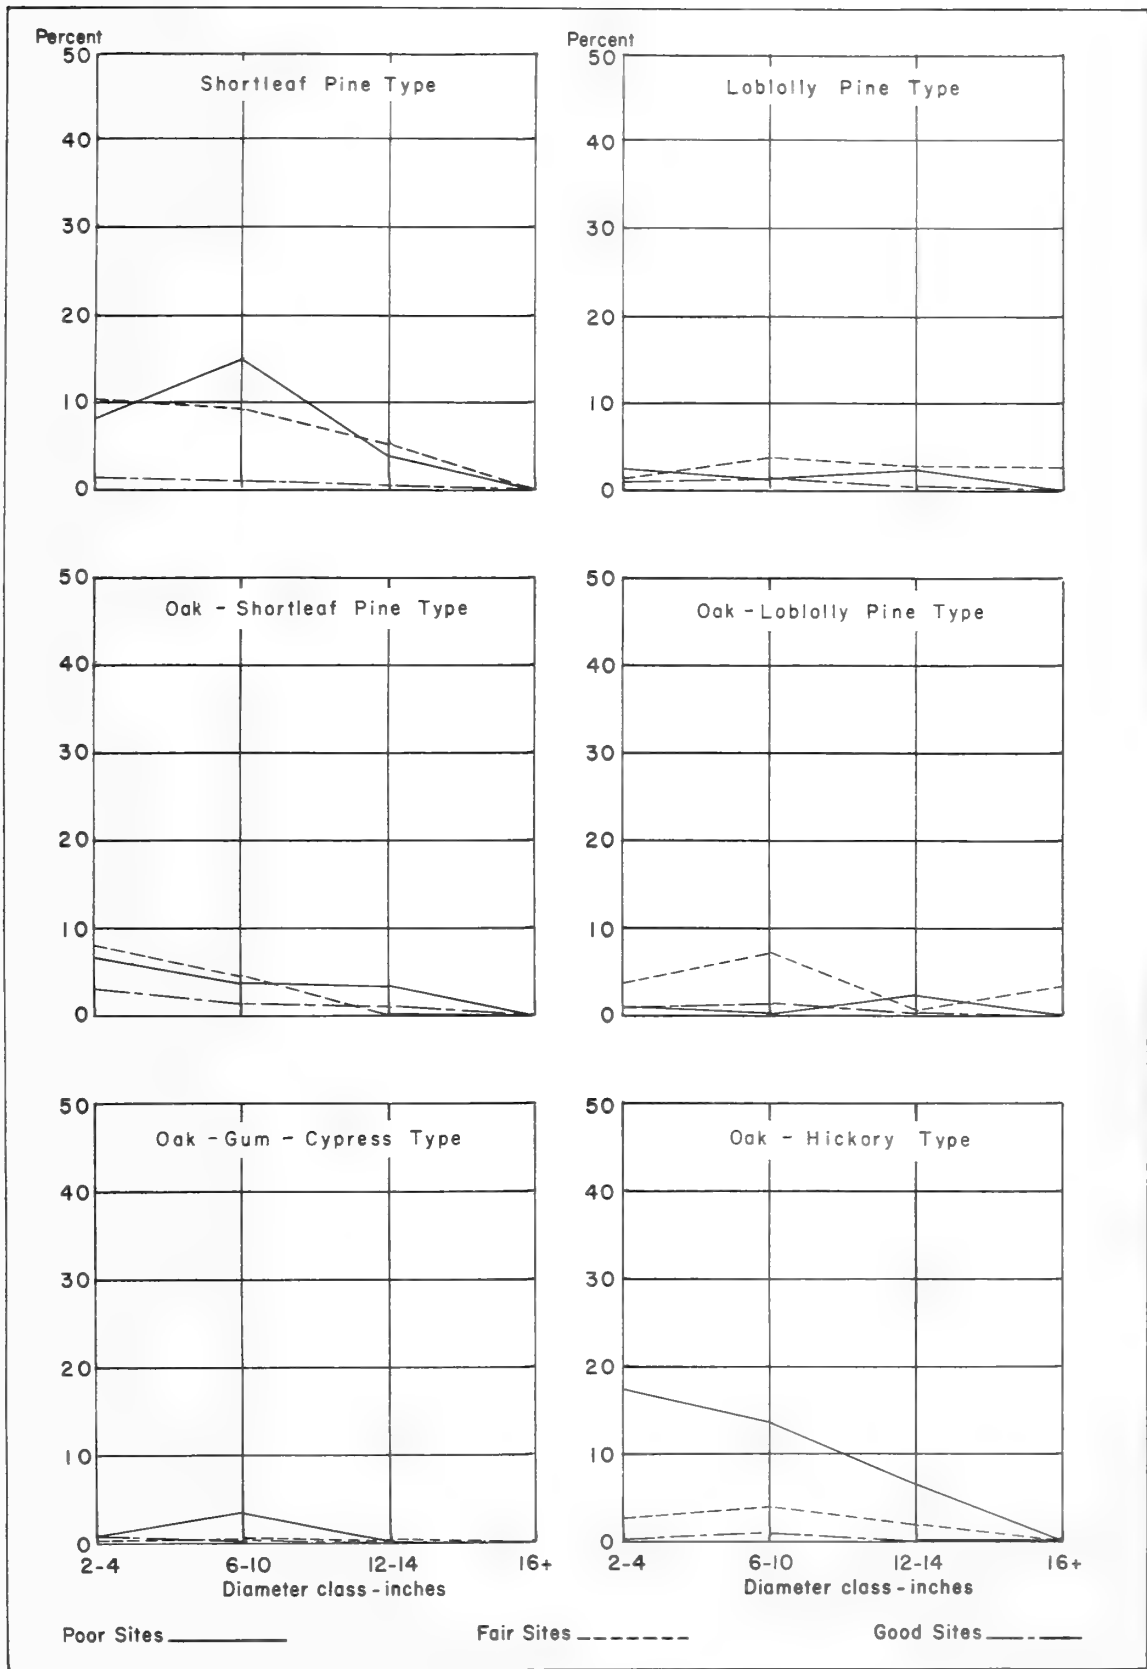 Percent
50
40
30
20
10
0
Shortleaf Pine Type
Percent
50
40
30
20
10
0
Loblolly Pine Type
50
40
30
20
10
0
Oak - Shortleaf Pine Type
50
40
30
20
10
0
Oak - Loblolly Pine Type
50
40
30
20
10
0
Oak - Gum - Cypress Type
2-4 6-10 12-14 16+
Diameter class - inches
50
40
30
20
10
0
Oak - Hickory Type
2-4 6-10 12-14 16+
Diameter class - inches
Poor Sites Fair Sites Good Sites